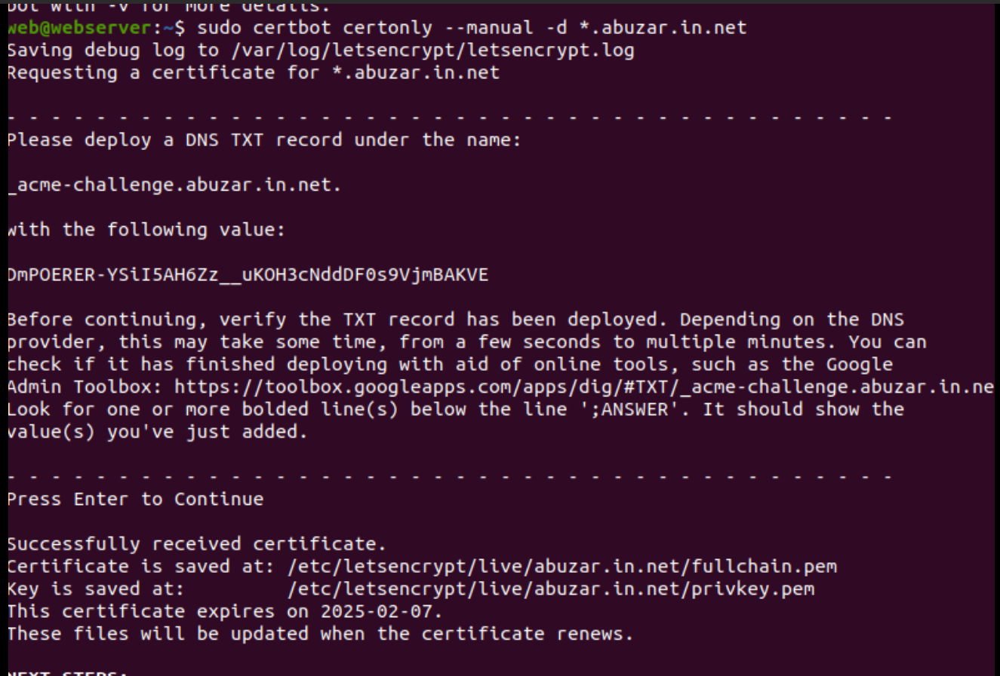 bot with -v for more details.
web@webserver:~$ sudo certbot certonly --manual -d *.abuzar.in.net
Saving debug log to /var/log/letsencrypt/letsencrypt.log
Requesting a certificate for *.abuzar.in.net
- - - - - - - - - - - - - - - - - - - - - - - - - - - - - - - - - - - - - - - -
Please deploy a DNS TXT record under the name:
_acme-challenge.abuzar.in.net.
with the following value:
DmPOERER-YSiI5AH6Zz__uKOH3cNddDF0s9VjmBAKVE
Before continuing, verify the TXT record has been deployed. Depending on the DNS
provider, this may take some time, from a few seconds to multiple minutes. You can
check if it has finished deploying with aid of online tools, such as the Google
Admin Toolbox: https://toolbox.googleapps.com/apps/dig/#TXT/_acme-challenge.abuzar.in.ne
Look for one or more bolded line(s) below the line ';ANSWER'. It should show the
value(s) you've just added.
- - - - - - - - - - - - - - - - - - - - - - - - - - - - - - - - - - - - - - - -
Press Enter to Continue
Successfully received certificate.
Certificate is saved at: /etc/letsencrypt/live/abuzar.in.net/fullchain.pem
Key is saved at: /etc/letsencrypt/live/abuzar.in.net/privkey.pem
This certificate expires on 2025-02-07.
These files will be updated when the certificate renews.
NEXT STEPS: